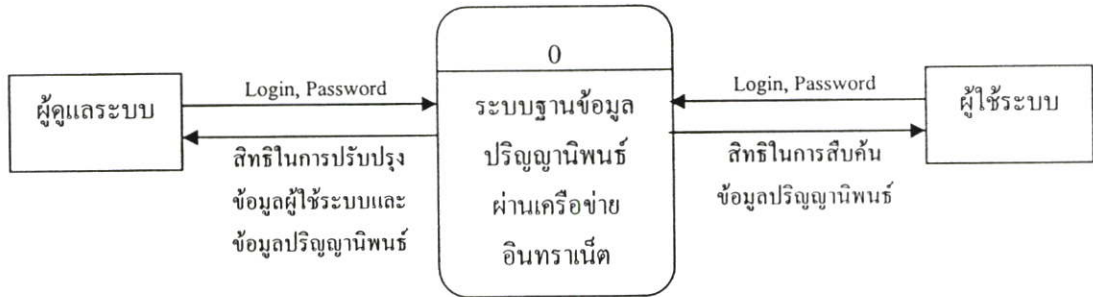 ผู้ดูแลระบบ
Login, Password
สิทธิในการปรับปรุง
ข้อมูลผู้ใช้ระบบและ
ข้อมูลปริญญานิพนธ์
0
ระบบฐานข้อมูล
ปริญญานิพนธ์
ผ่านเครือข่าย
อินทราเน็ต
Login, Password
สิทธิในการสืบค้น
ข้อมูลปริญญานิพนธ์
ผู้ใช้ระบบ